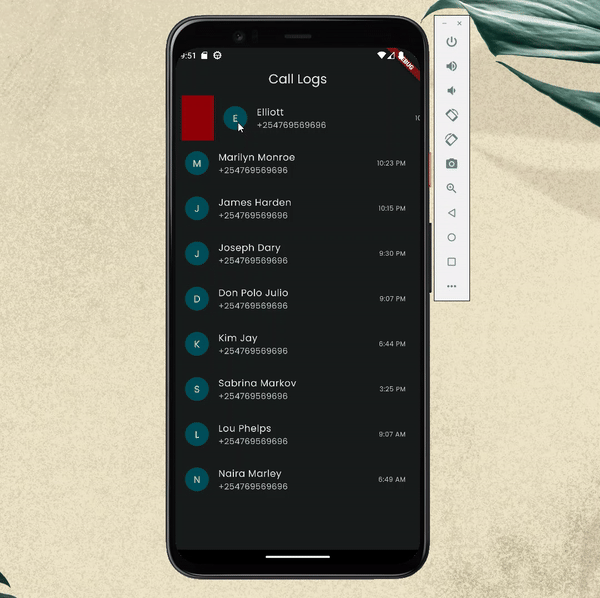 9:51
DEBUG
Call Logs
E
Elliott
+254769569696
M
Marilyn Monroe
+254769569696
10:23 PM
J
James Harden
+254769569696
10:15 PM
J
Joseph Dary
+254769569696
9:30 PM
D
Don Polo Julio
+254769569696
9:07 PM
K
Kim Jay
+254769569696
6:44 PM
S
Sabrina Markov
+254769569696
3:25 PM
L
Lou Phelps
+254769569696
9:07 AM
N
Naira Marley
+254769569696
6:49 AM